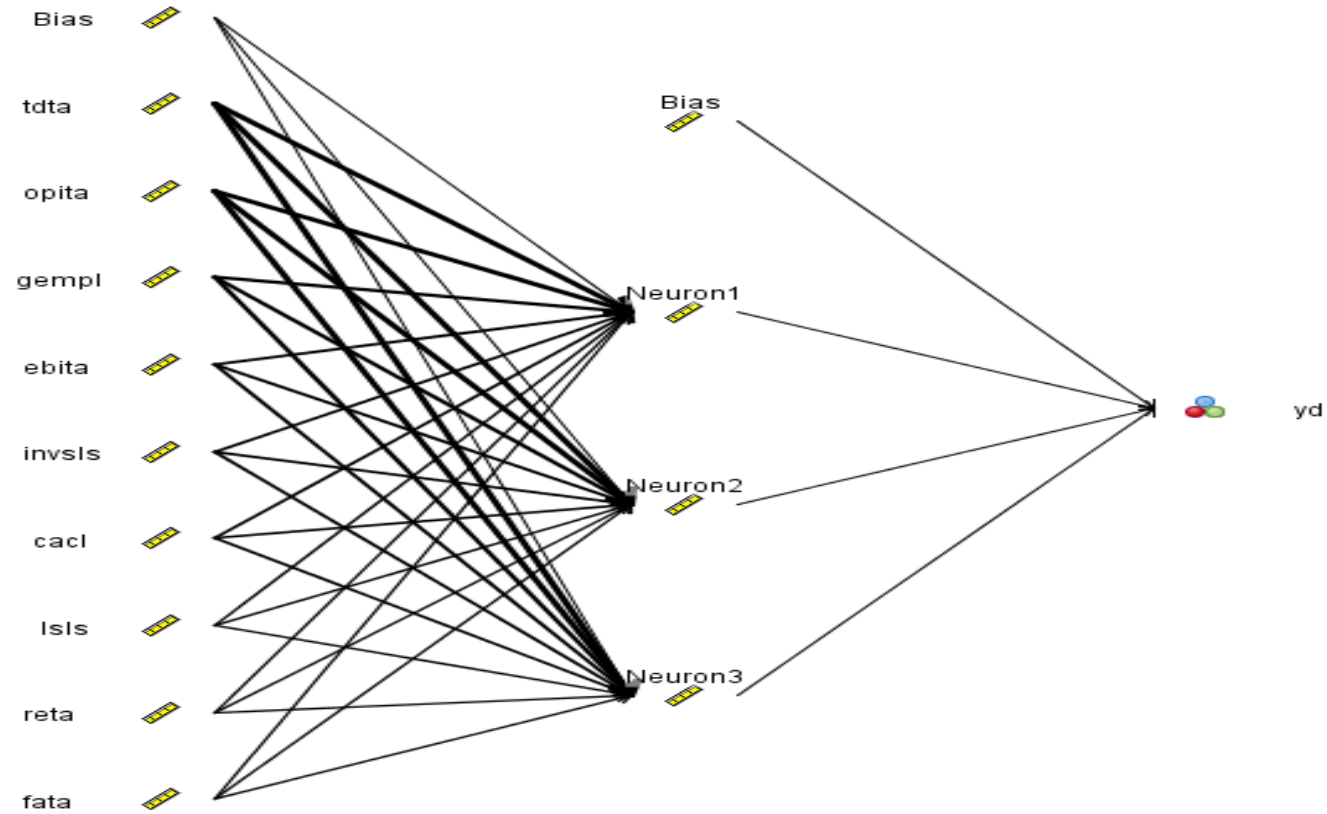 Bias
tdta
opita
gempl
ebita
invsls
cacl
lsls
reta
fata
Bias
Neuron1
Neuron2
Neuron3
yd